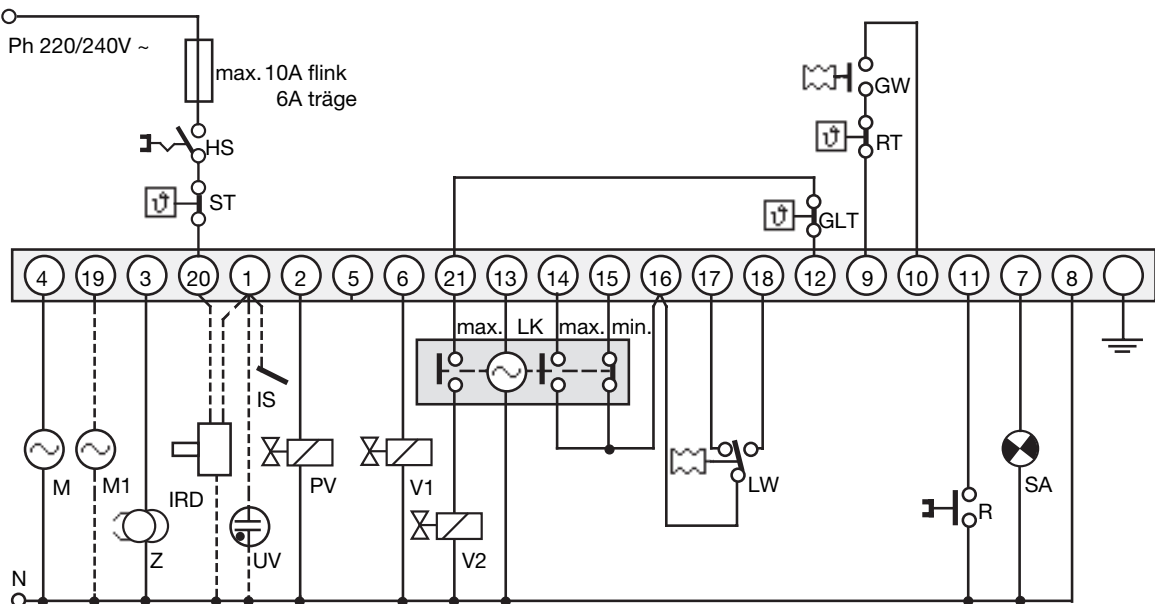 Ph 220/240V ~
max. 10A flink
6A träge
HS
ST
GW
RT
GLT
4 19 3 20 1 2 5 6 21 13 14 15 16 17 18 12 9 10 11 7 8
max. LK max. min.
IS
M M1 IRD PV V1 LW SA
R
Z UV V2
N